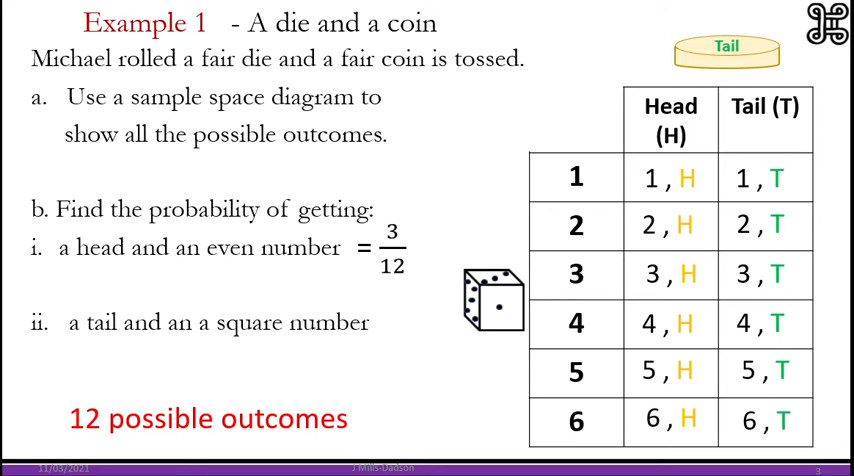 Example 1 - A die and a coin
Michael rolled a fair die and a fair coin is tossed.
a. Use a sample space diagram to
show all the possible outcomes.
b. Find the probability of getting:
i. a head and an even number = 3/12
ii. a tail and an a square number
12 possible outcomes
Tail
Head (H) Tail (T)
1 1 , H 1 , T
2 2 , H 2 , T
3 3 , H 3 , T
4 4 , H 4 , T
5 5 , H 5 , T
6 6 , H 6 , T
11/03/2021 J Mills-Dadson 3